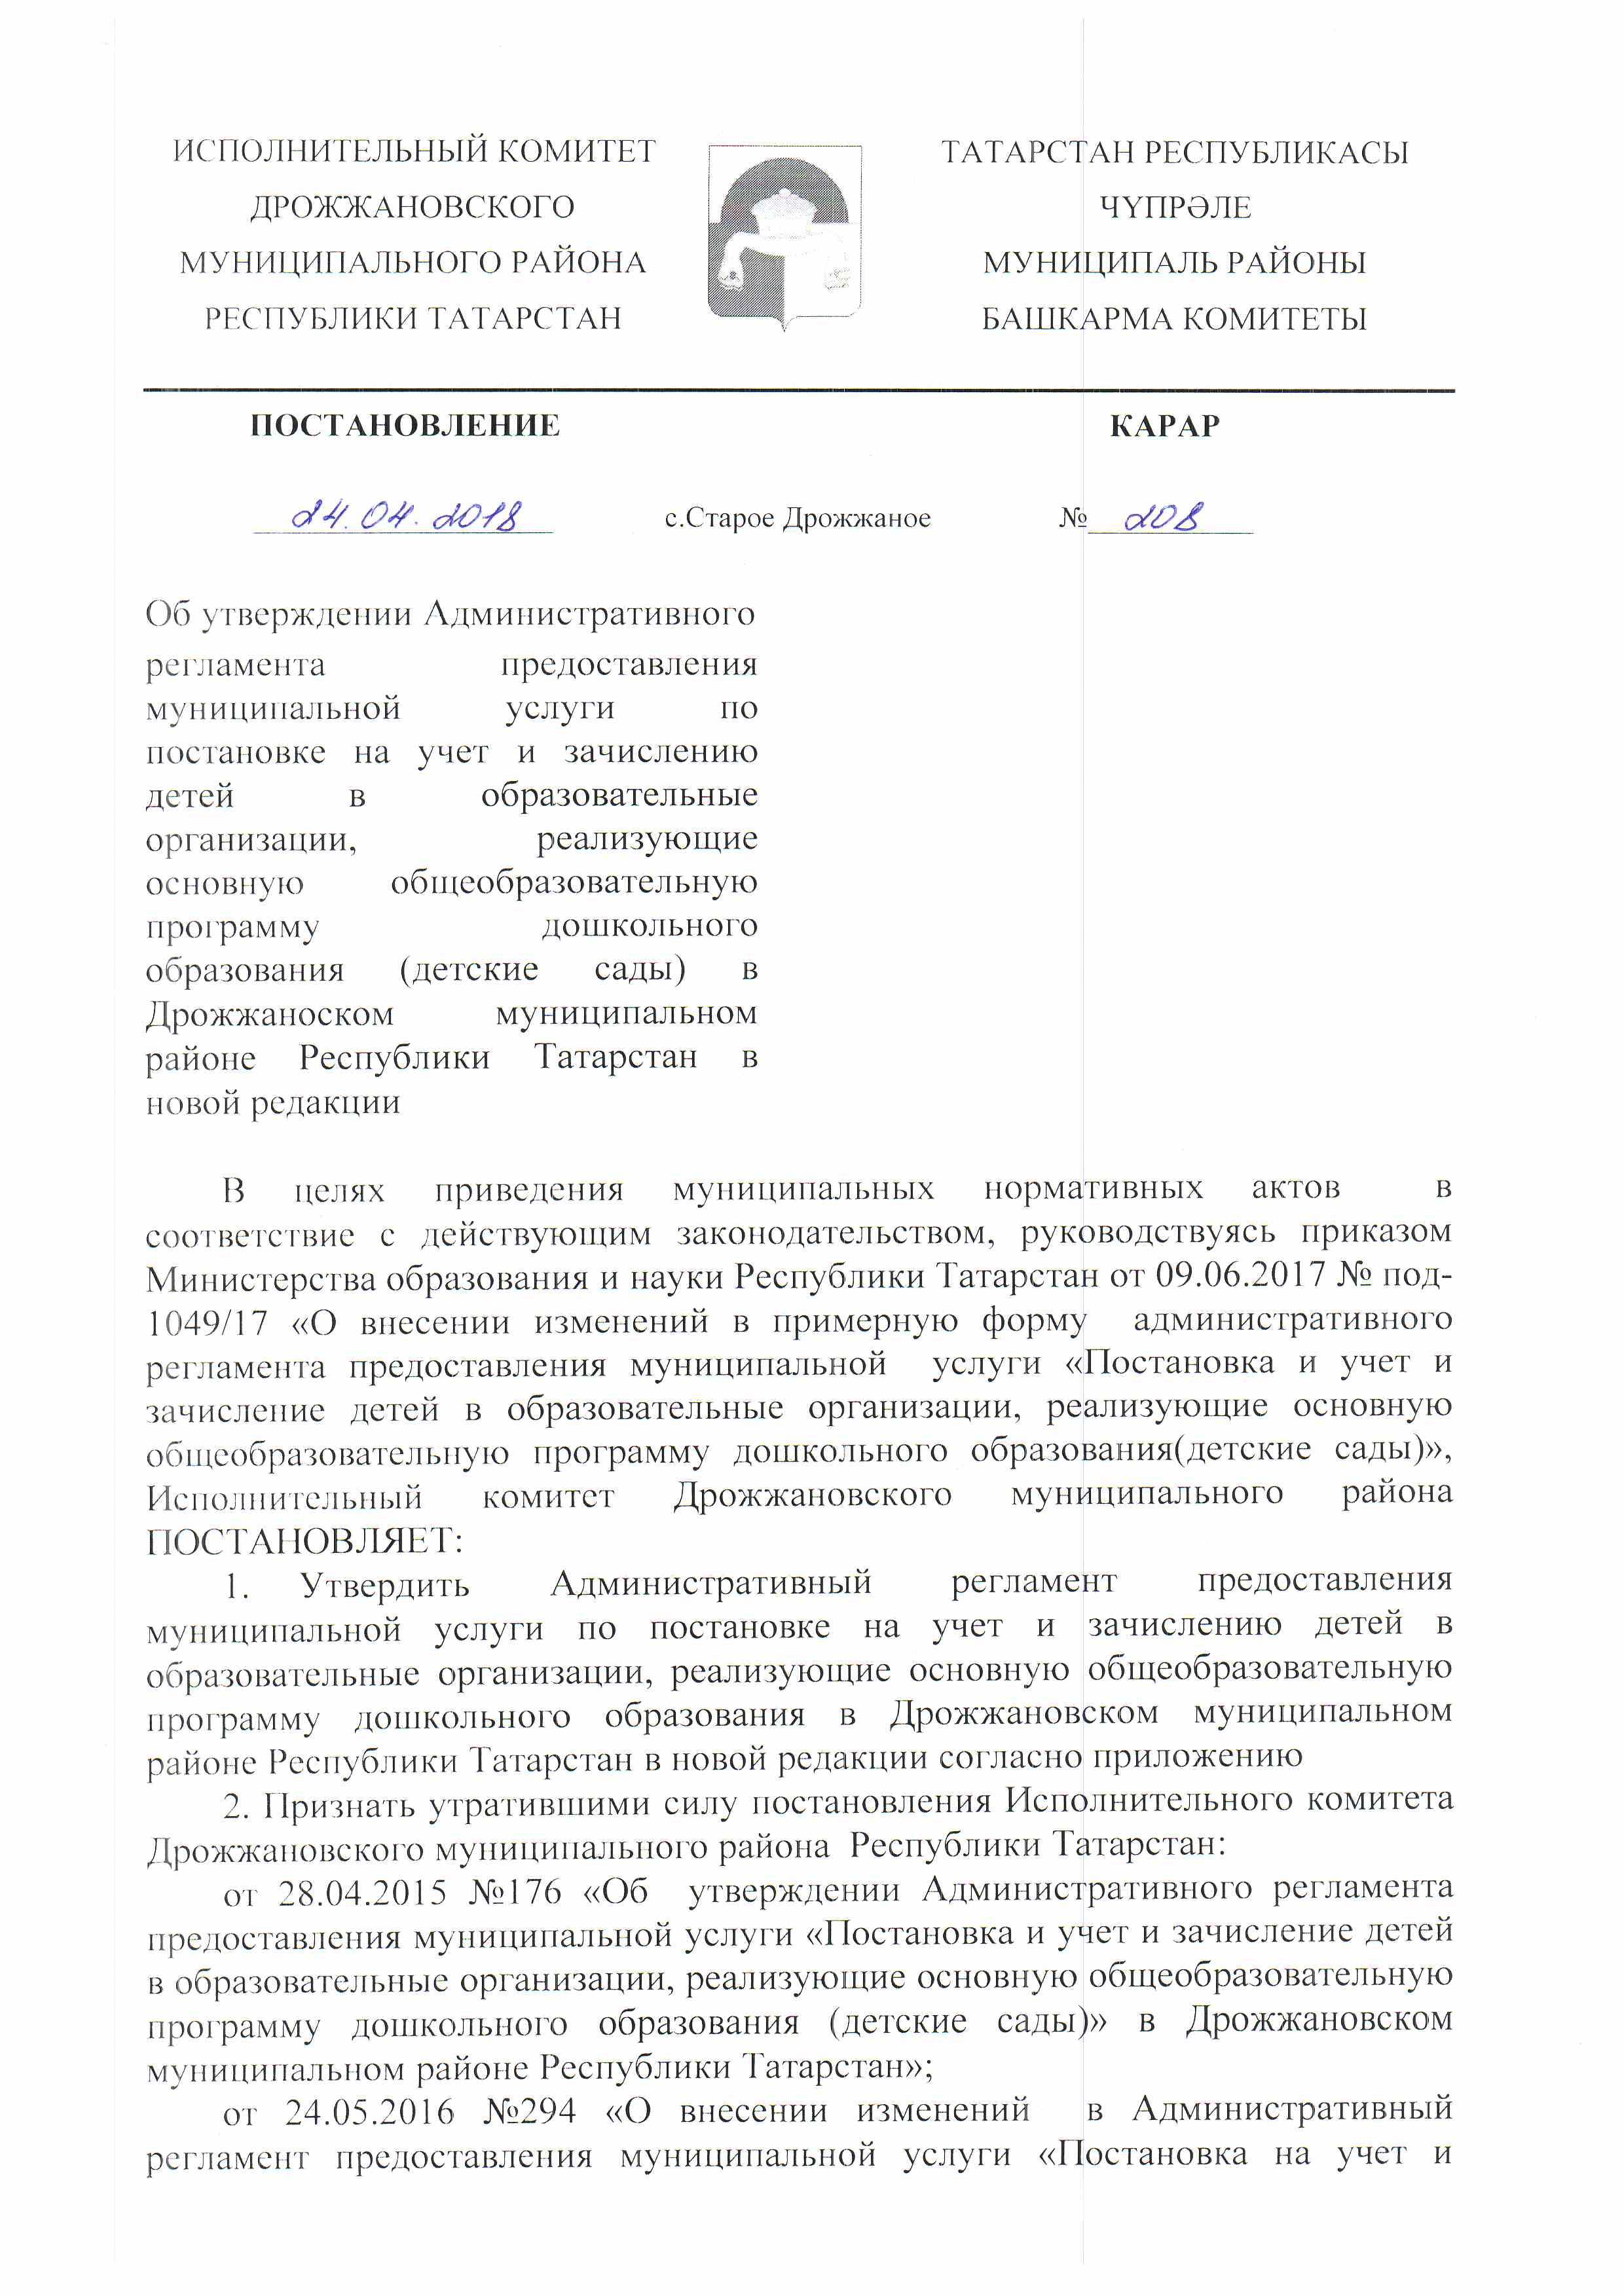 ИСПОЛНИТЕЛЬНЫЙ КОМИТЕТ
ДРОЖЖАНОВСКОГО
МУНИЦИПАЛЬНОГО РАЙОНА
РЕСПУБЛИКИ ТАТАРСТАН
ТАТАРСТАН РЕСПУБЛИКАСЫ
ЧҮПРӘЛЕ
МУНИЦИПАЛЬ РАЙОНЫ
БАШКАРМА КОМИТЕТЫ
ПОСТАНОВЛЕНИЕ
КАРАР
24.04.2018 с.Старое Дрожжаное № 208
Об утверждении Административного
регламента предоставления
муниципальной услуги по
постановке на учет и зачислению
детей в образовательные
организации, реализующие
основную общеобразовательную
программу дошкольного
образования (детские сады) в
Дрожжаноском муниципальном
районе Республики Татарстан в
новой редакции
В целях приведения муниципальных нормативных актов в
соответствие с действующим законодательством, руководствуясь приказом
Министерства образования и науки Республики Татарстан от 09.06.2017 № под-
1049/17 «О внесении изменений в примерную форму административного
регламента предоставления муниципальной услуги «Постановка и учет и
зачисление детей в образовательные организации, реализующие основную
общеобразовательную программу дошкольного образования(детские сады)»,
Исполнительный комитет Дрожжановского муниципального района
ПОСТАНОВЛЯЕТ:
1. Утвердить Административный регламент предоставления
муниципальной услуги по постановке на учет и зачислению детей в
образовательные организации, реализующие основную общеобразовательную
программу дошкольного образования в Дрожжановском муниципальном
районе Республики Татарстан в новой редакции согласно приложению
2. Признать утратившими силу постановления Исполнительного комитета
Дрожжановского муниципального района Республики Татарстан:
от 28.04.2015 №176 «Об утверждении Административного регламента
предоставления муниципальной услуги «Постановка и учет и зачисление детей
в образовательные организации, реализующие основную общеобразовательную
программу дошкольного образования (детские сады)» в Дрожжановском
муниципальном районе Республики Татарстан»;
от 24.05.2016 №294 «О внесении изменений в Административный
регламент предоставления муниципальной услуги «Постановка на учет и